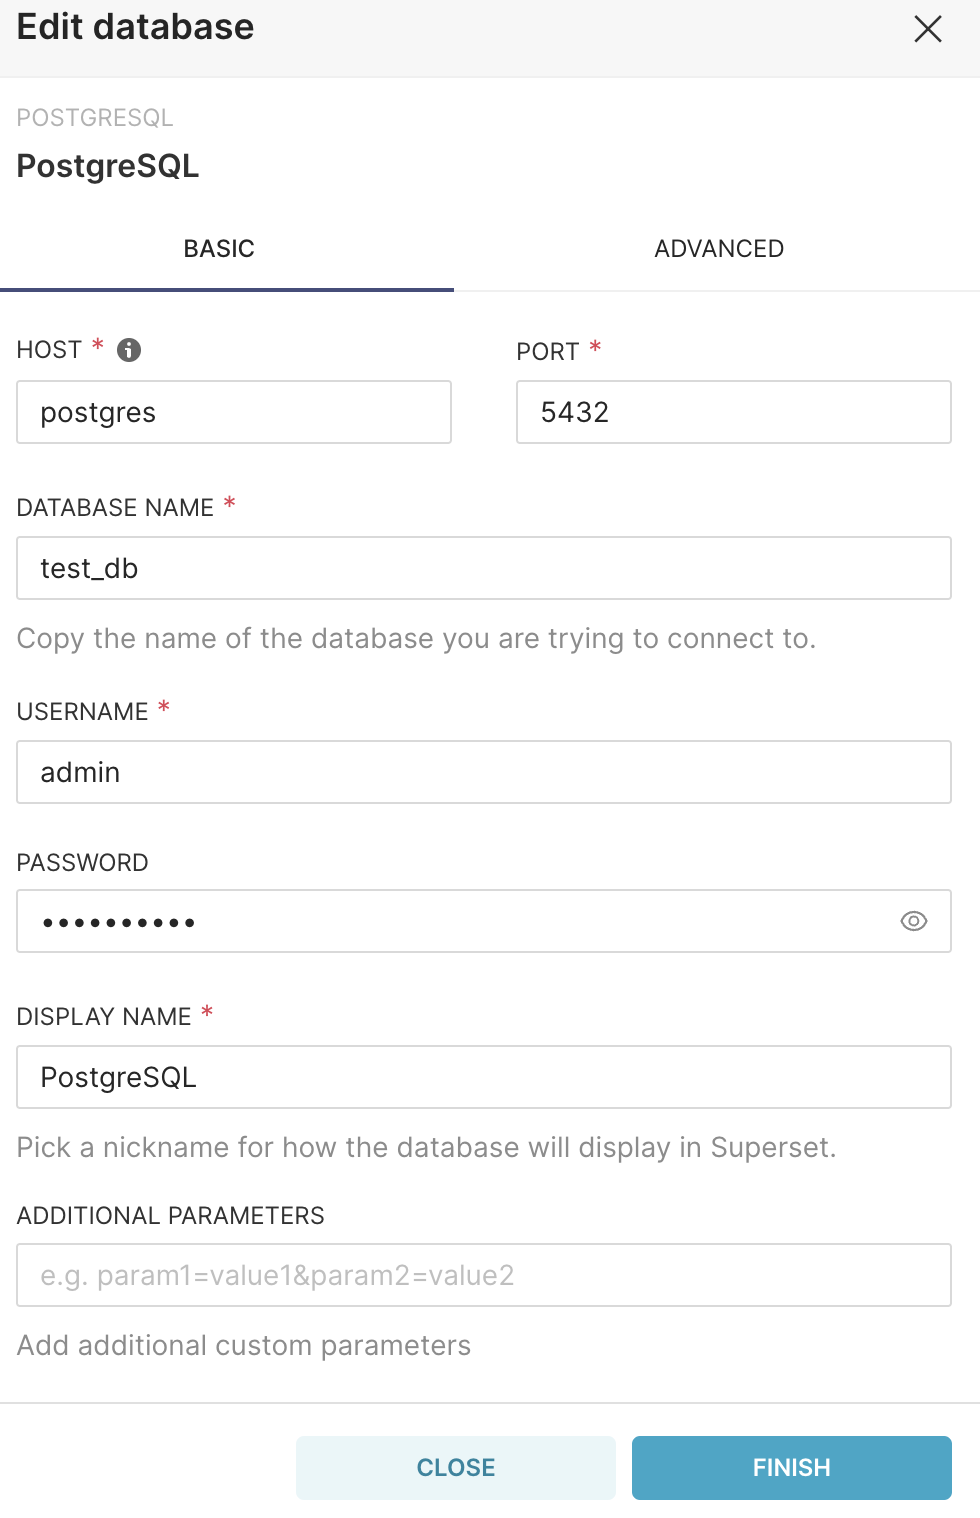 Edit database
POSTGRESQL
PostgreSQL
BASIC ADVANCED
HOST * PORT *
postgres 5432
DATABASE NAME *
test_db
Copy the name of the database you are trying to connect to.
USERNAME *
admin
PASSWORD
••••••••••
DISPLAY NAME *
PostgreSQL
Pick a nickname for how the database will display in Superset.
ADDITIONAL PARAMETERS
e.g. param1=value1&param2=value2
Add additional custom parameters
CLOSE FINISH